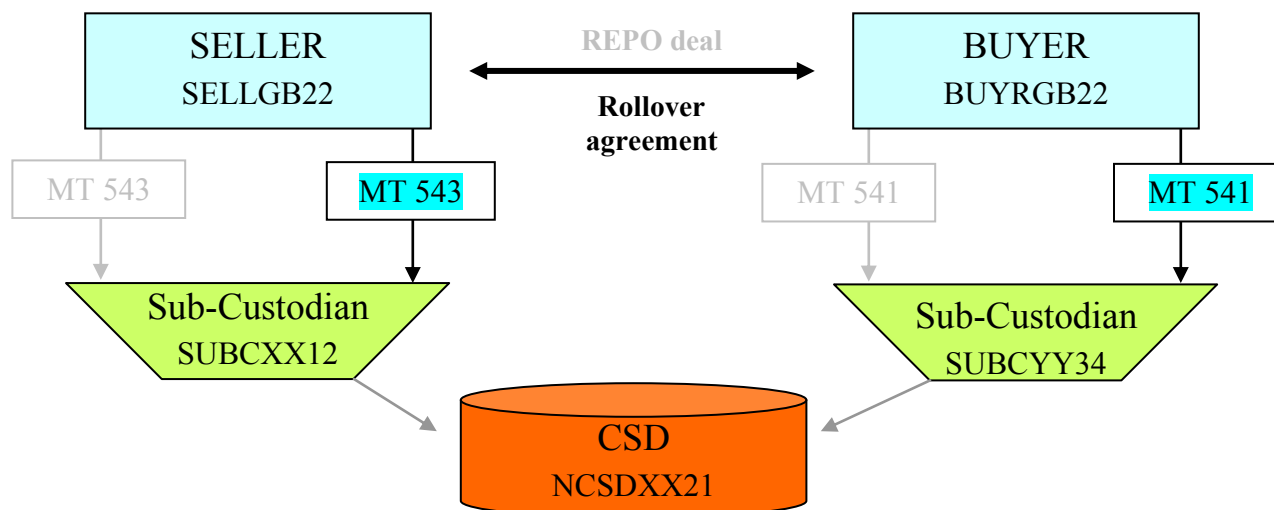 SELLER
SELLGB22
REPO deal
Rollover
agreement
BUYER
BUYRGB22
MT 543
MT 543
MT 541
MT 541
Sub-Custodian
SUBCXX12
Sub-Custodian
SUBCYY34
CSD
NCSDXX21